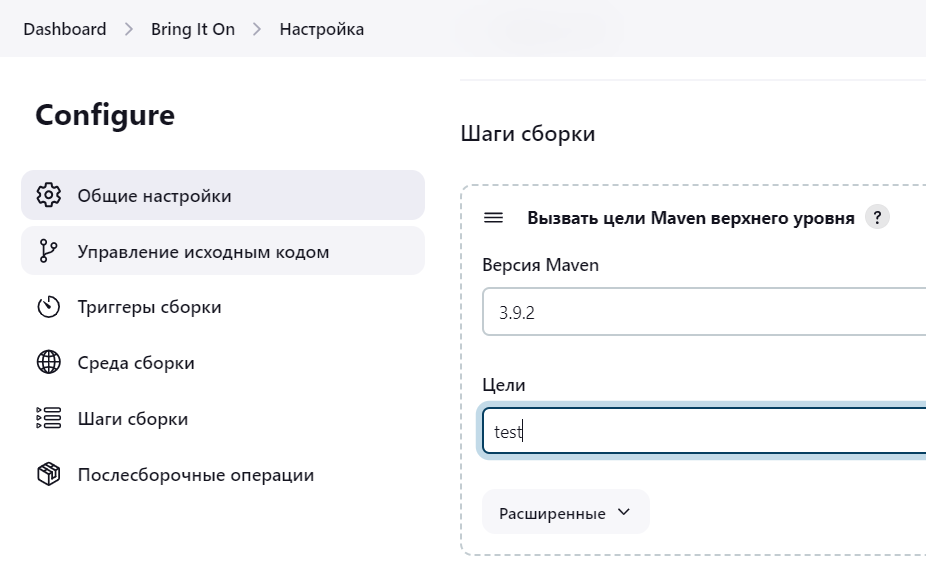 Dashboard Bring It On Настройка
Configure
Общие настройки
Управление исходным кодом
Триггеры сборки
Среда сборки
Шаги сборки
Послесборочные операции
Шаги сборки
Вызвать цели Maven верхнего уровня ?
Версия Maven
3.9.2
Цели
test
Расширенные